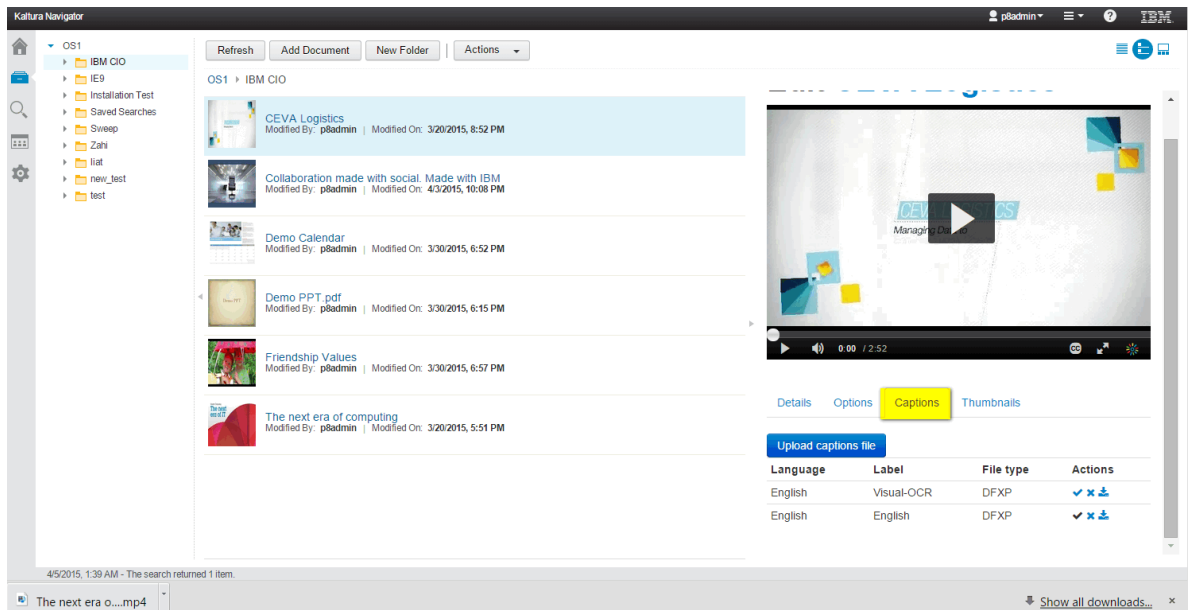 Kaltura Navigator
p8admin
IBM
OS1
IBM CIO
IE9
Installation Test
Saved Searches
Sweep
Zahi
liat
new_test
test
Refresh
Add Document
New Folder
Actions
OS1 IBM CIO
CEVA Logistics
Modified By: p8admin | Modified On: 3/20/2015, 8:52 PM
Collaboration made with social. Made with IBM
Modified By: p8admin | Modified On: 4/3/2015, 10:08 PM
Demo Calendar
Modified By: p8admin | Modified On: 3/30/2015, 6:52 PM
Demo PPT.pdf
Modified By: p8admin | Modified On: 3/30/2015, 6:15 PM
Friendship Values
Modified By: p8admin | Modified On: 3/30/2015, 6:57 PM
The next era of computing
Modified By: p8admin | Modified On: 3/20/2015, 5:51 PM
CEVA LOGISTICS
Managing Data to
0:00 / 2:52
CC
Details
Options
Captions
Thumbnails
Upload captions file
Language Label File type Actions
English Visual-OCR DFXP
English English DFXP
4/5/2015, 1:39 AM - The search returned 1 item.
The next era o....mp4
Show all downloads...